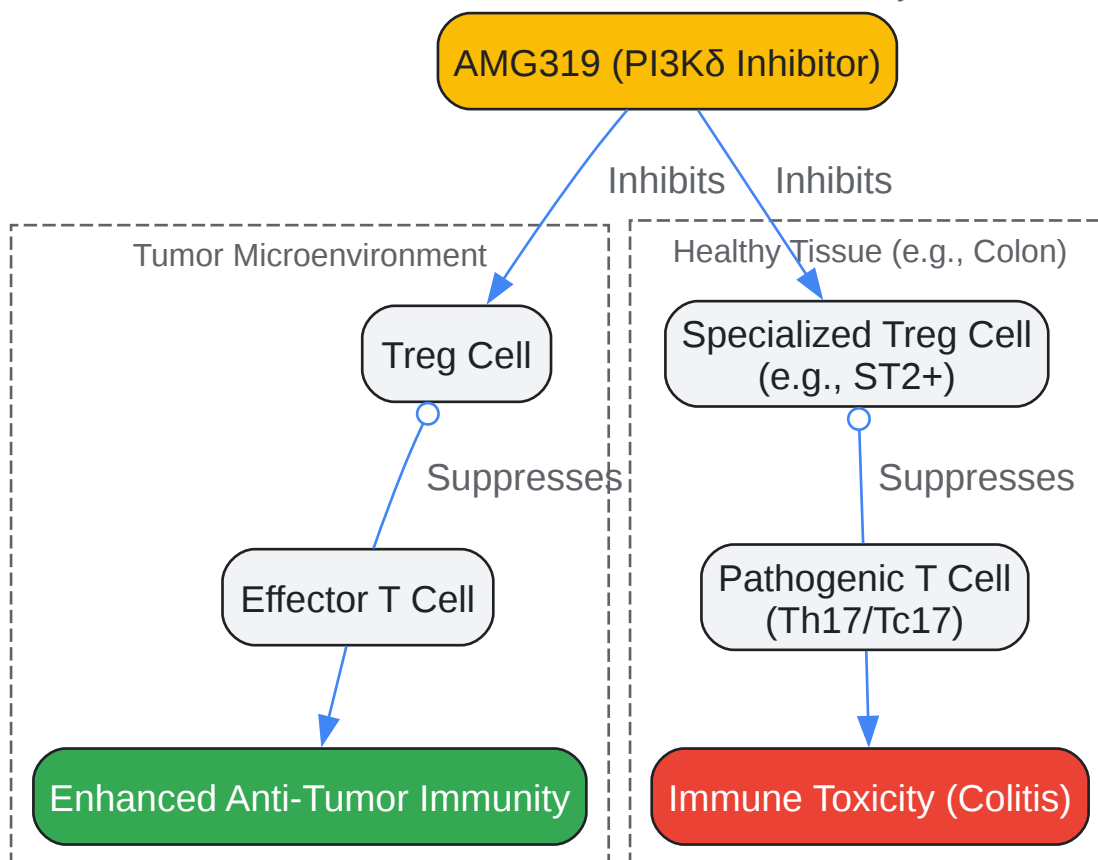 AMG319 (PI3Kδ Inhibitor)
Inhibits
Inhibits
Tumor Microenvironment
Healthy Tissue (e.g., Colon)
Treg Cell
Specialized Treg Cell
(e.g., ST2+)
Suppresses
Suppresses
Effector T Cell
Pathogenic T Cell
(Th17/Tc17)
Enhanced Anti-Tumor Immunity
Immune Toxicity (Colitis)